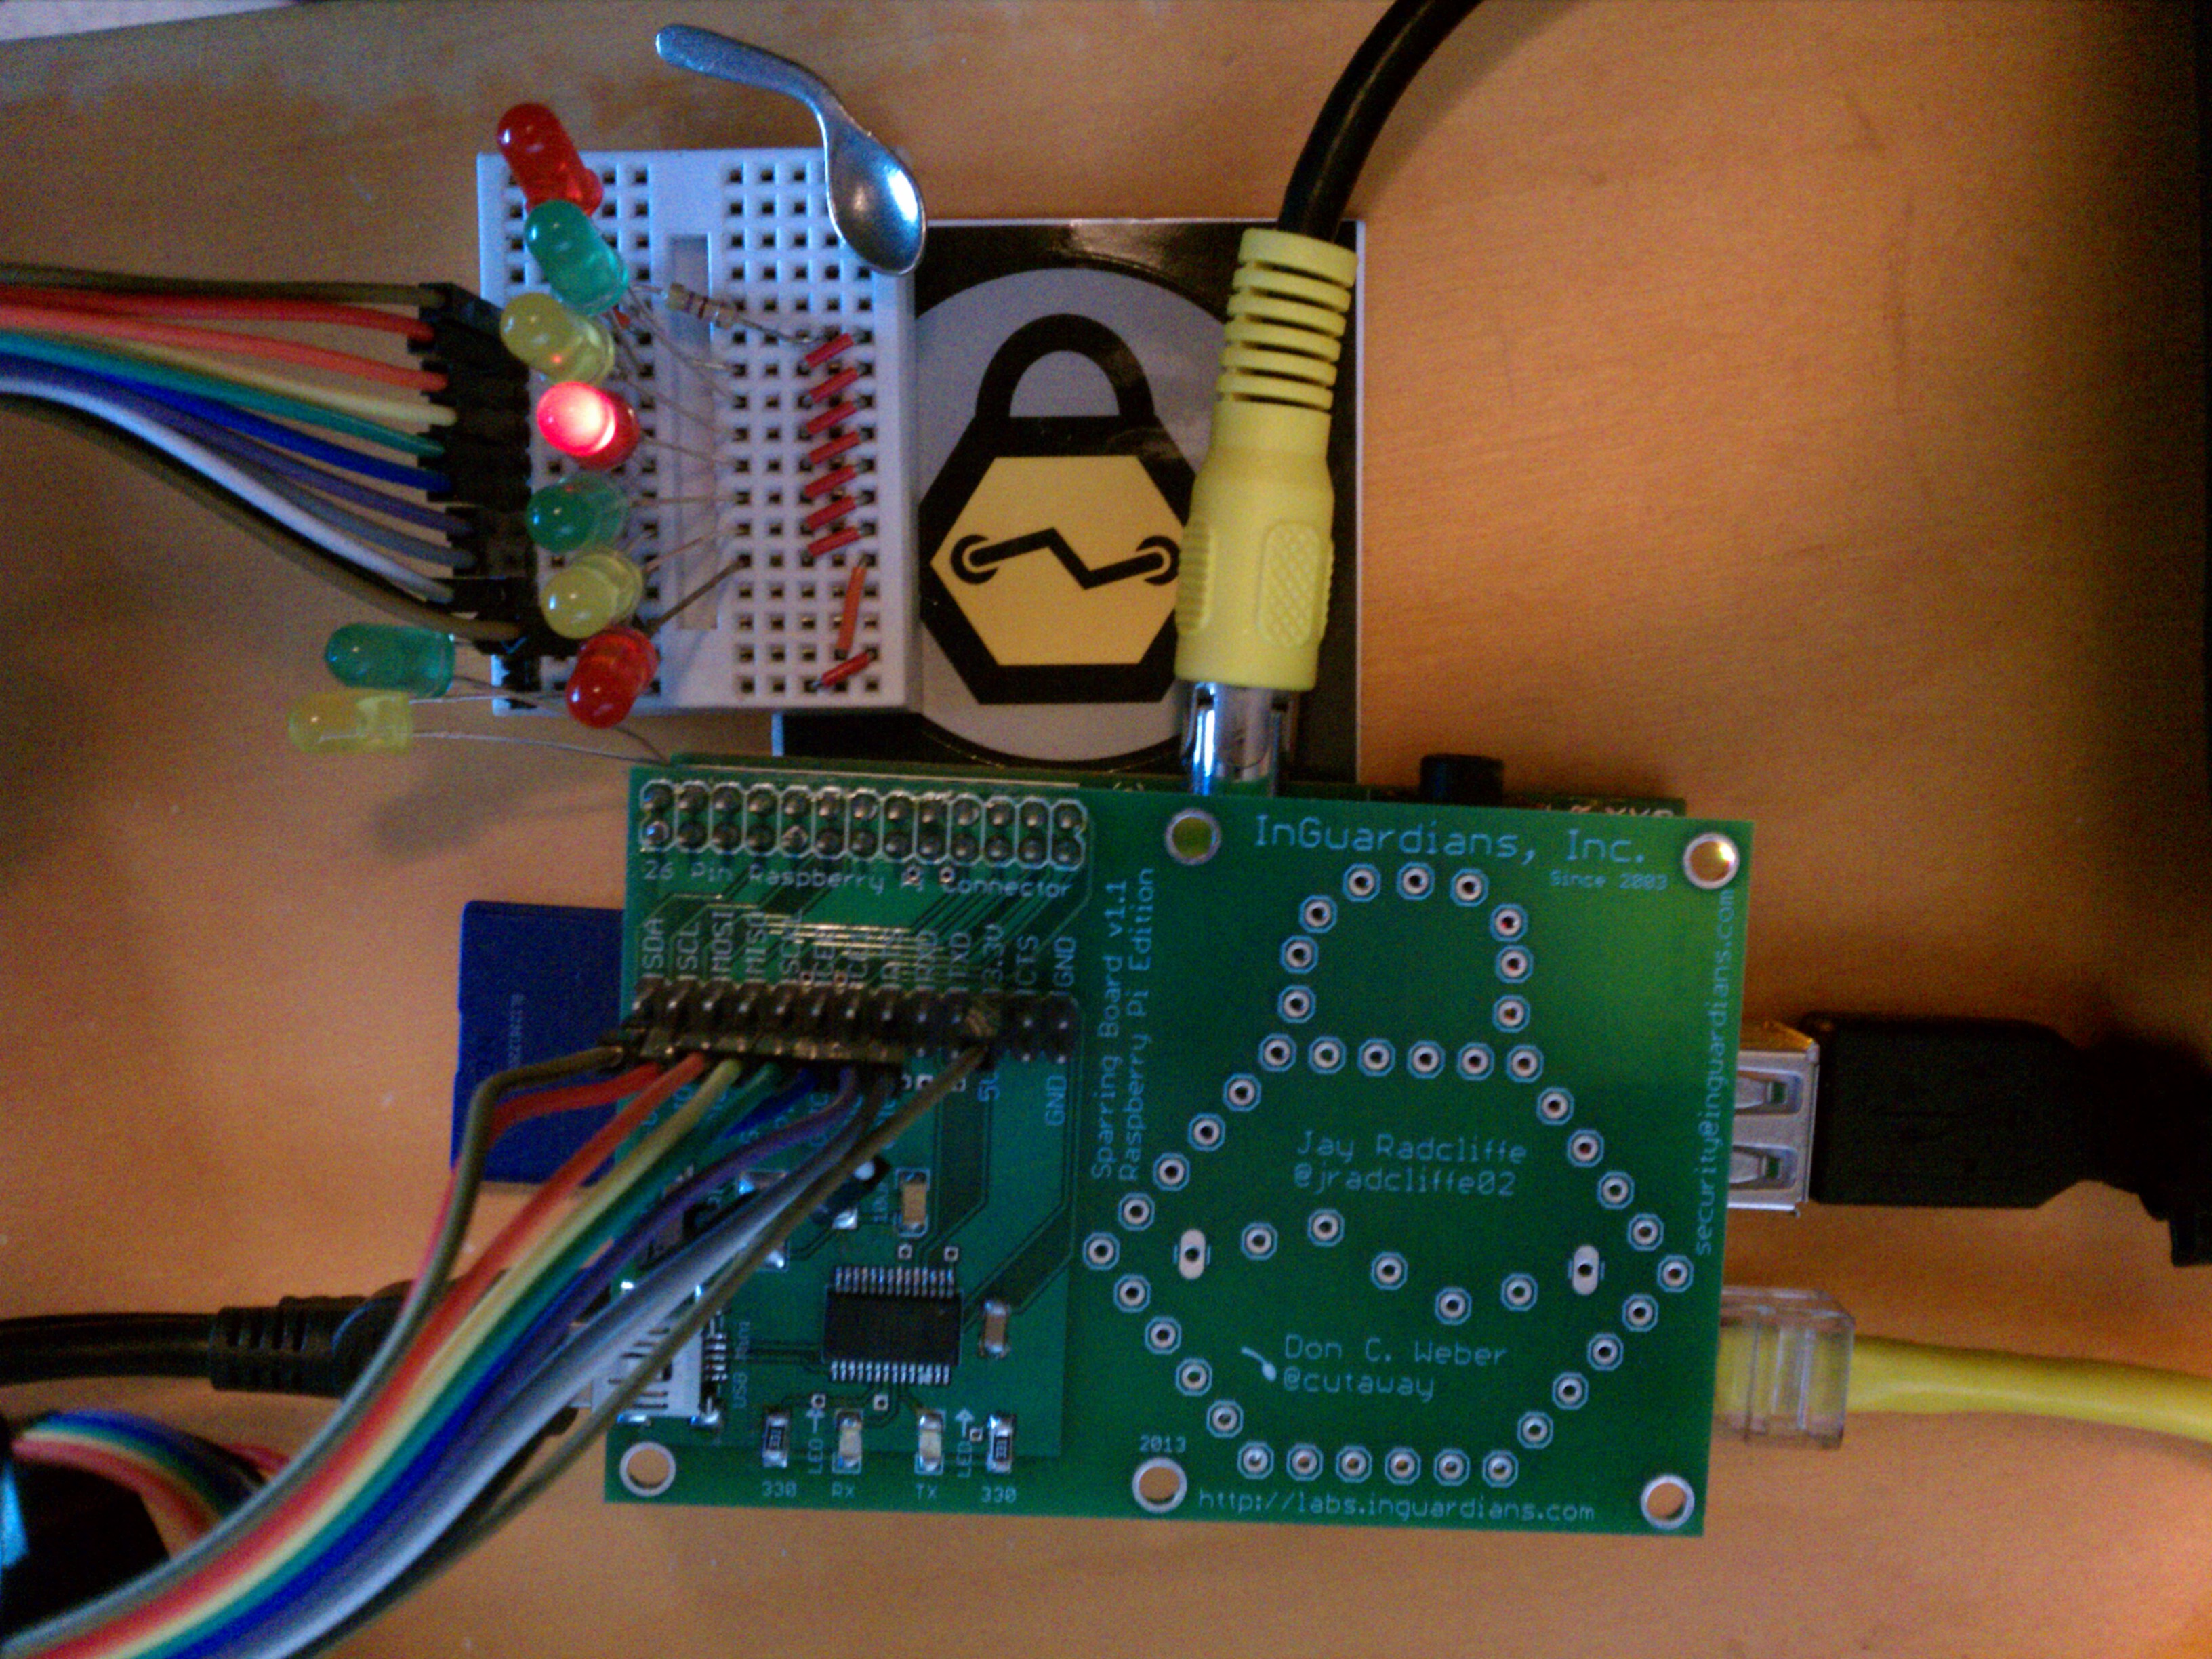 InGuardians, Inc.
Since 2003
26 Pin Raspberry Pi Connector
SDA
SCL
MOSI
MISO
RXD
TXD
3.3V
CTS
GND
5V
GND
Sparring Board v1.1
Raspberry Pi Edition
security@inguardians.com
Jay Radcliffe
@jradcliffe02
Don C. Weber
@cutaway
USB Mini
LED
LED
330
RX
TX
330
2013
http://labs.inguardians.com